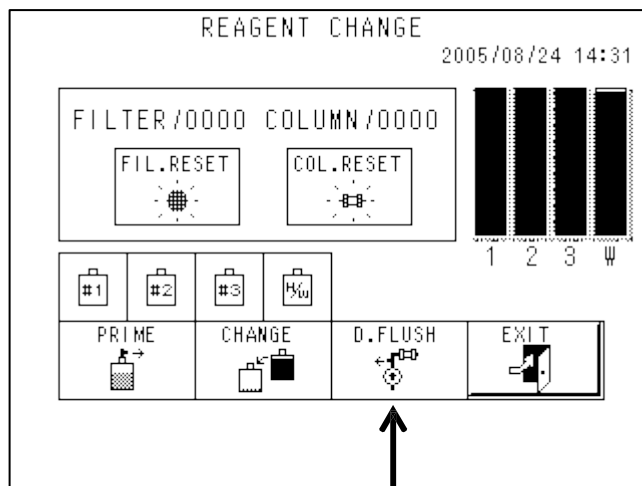 REAGENT CHANGE
2005/08/24 14:31
FILTER/0000 COLUMN/0000
FIL.RESET COL.RESET
1 2 3 W
#1 #2 #3 H/W
PRIME CHANGE D.FLUSH EXIT